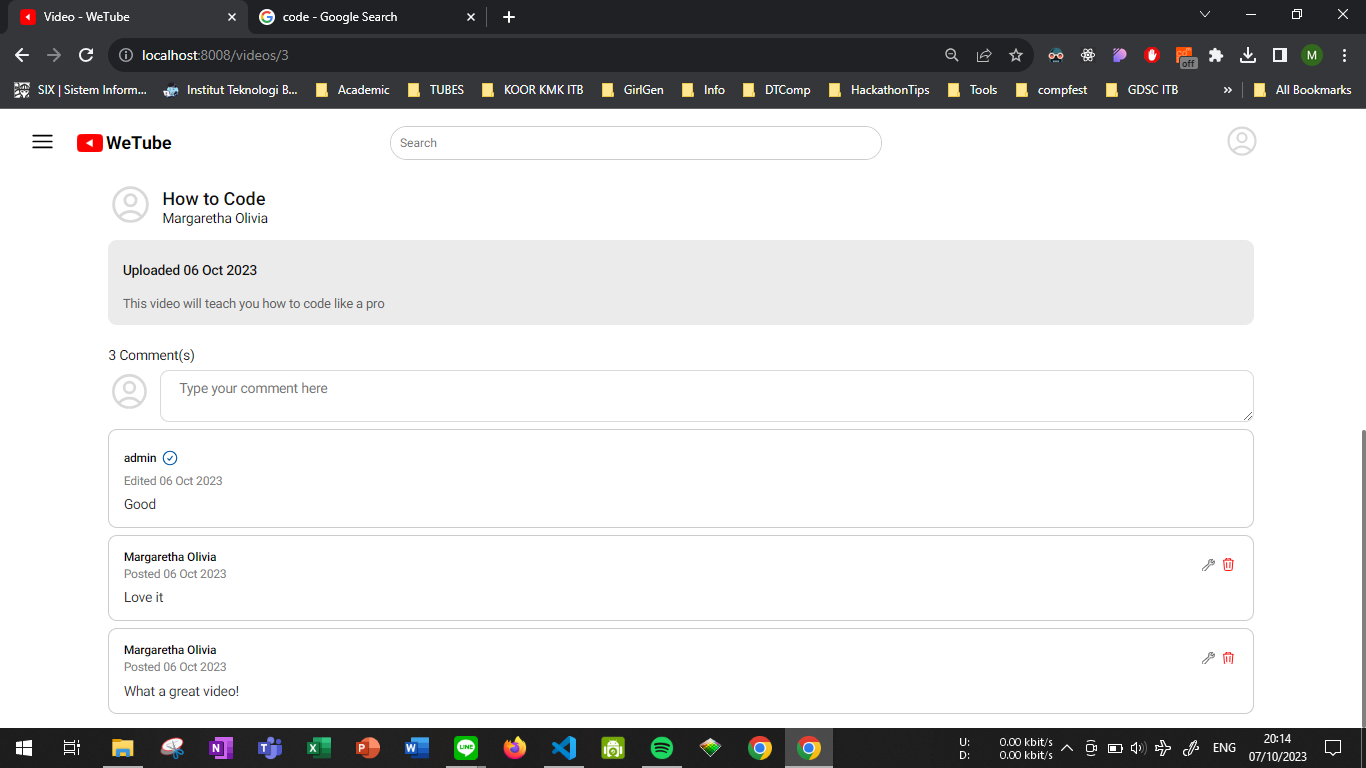 Video - WeTube
code - Google Search
localhost:8008/videos/3
off
M
SIX | Sistem Inform...
Institut Teknologi B...
Academic
TUBES
KOOR KMK ITB
GirlGen
Info
DTComp
HackathonTips
Tools
compfest
GDSC ITB
»
All Bookmarks
WeTube
Search
How to Code
Margaretha Olivia
Uploaded 06 Oct 2023
This video will teach you how to code like a pro
3 Comment(s)
Type your comment here
admin
Edited 06 Oct 2023
Good
Margaretha Olivia
Posted 06 Oct 2023
Love it
Margaretha Olivia
Posted 06 Oct 2023
What a great video!
U: 0.00 kbit/s
D: 0.00 kbit/s
ENG
20:14
07/10/2023